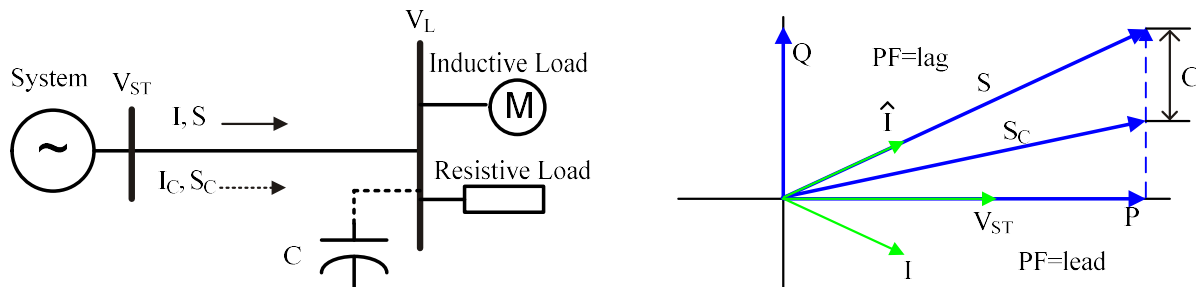 V_L
System
V_ST
Inductive Load
M
I, S
~
Resistive Load
I_C, S_C
C
Q
PF=lag
S
C
Î
S_C
V_ST
P
I
PF=lead